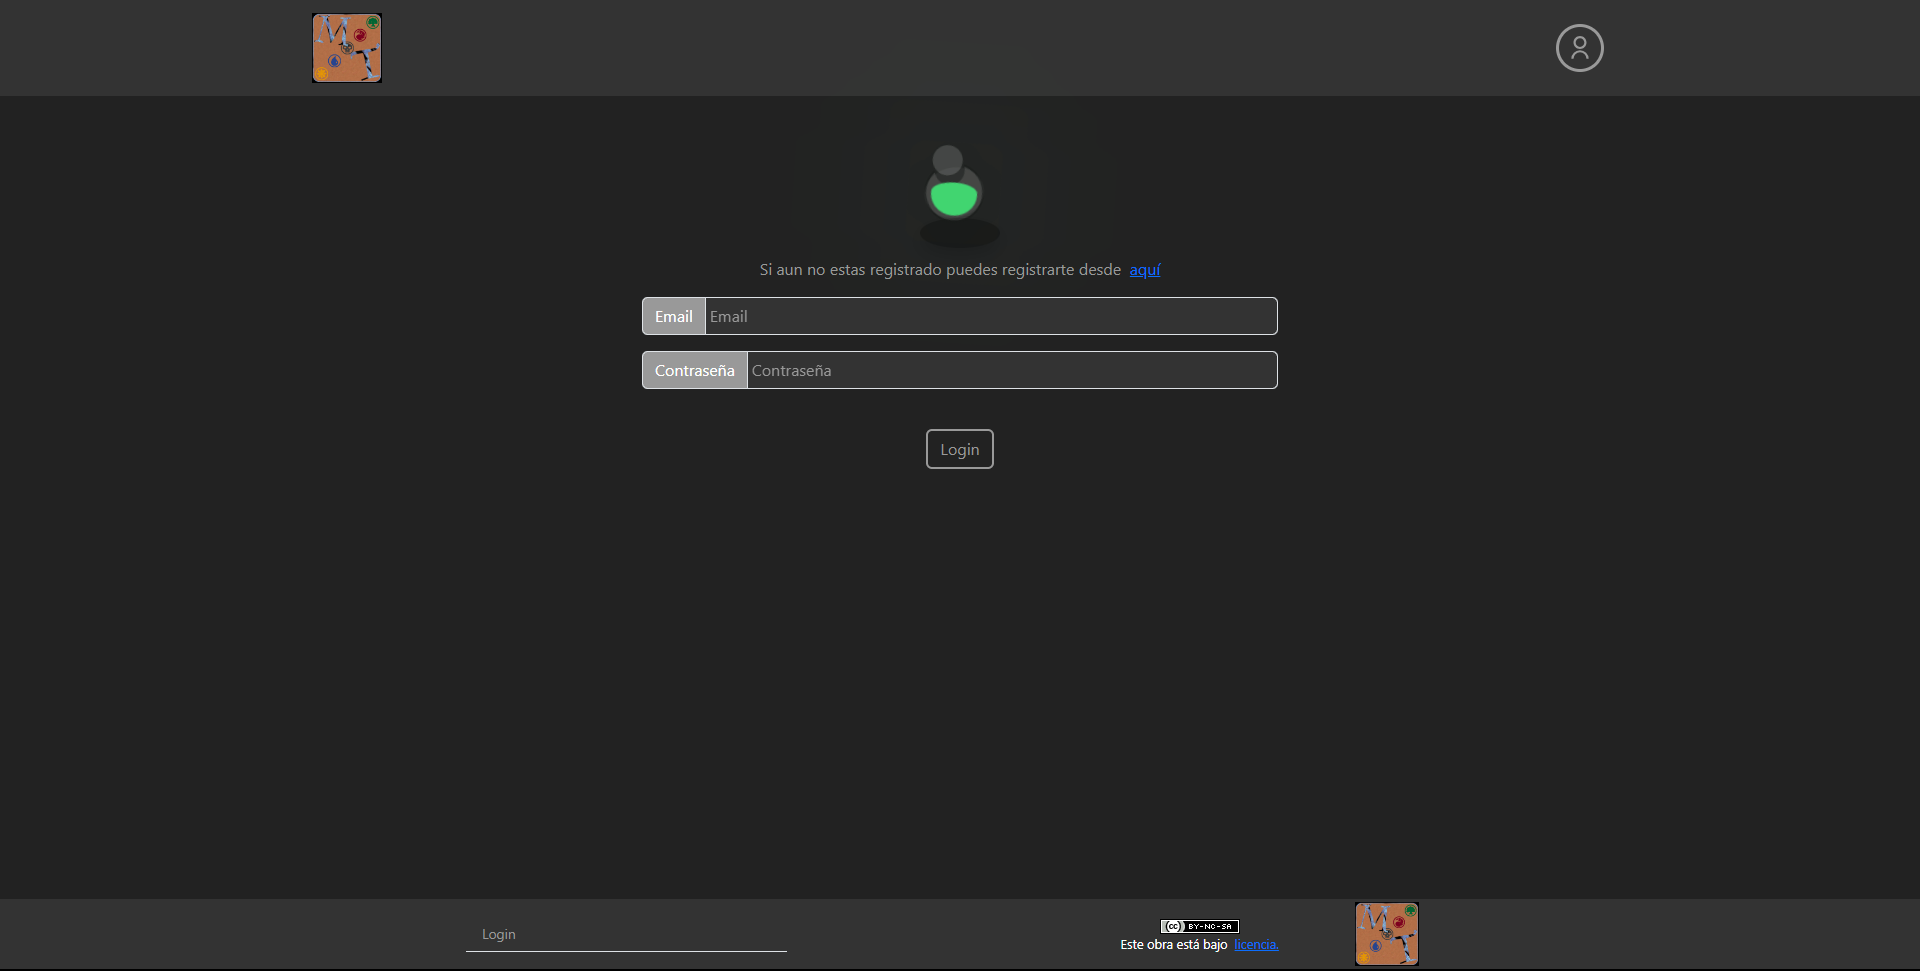 M
T
Si aun no estas registrado puedes registrarte desde aquí
Email Email
Contraseña Contraseña
Login
Login
cc BY-NC-SA
Este obra está bajo licencia.
M
T